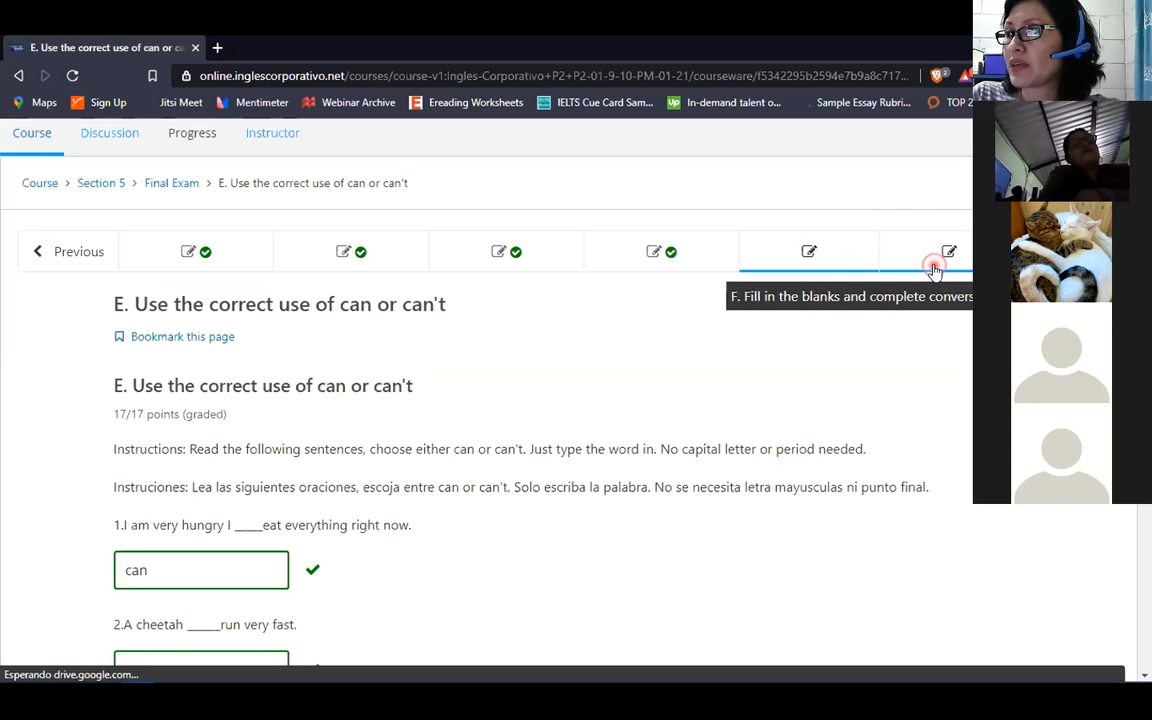 E. Use the correct use of can or ca
online.inglescorporativo.net/courses/course-v1:Ingles-Corporativo+P2+P2-01-9-10-PM-01-21/courseware/f5342295b2594e7b9a8c717...
Maps Sign Up Jitsi Meet Mentimeter Webinar Archive Ereading Worksheets IELTS Cue Card Sam... In-demand talent o... Sample Essay Rubri... TOP 2
Course Discussion Progress Instructor
Course > Section 5 > Final Exam > E. Use the correct use of can or can't
Previous
F. Fill in the blanks and complete convers
E. Use the correct use of can or can't
Bookmark this page
E. Use the correct use of can or can't
17/17 points (graded)
Instructions: Read the following sentences, choose either can or can't. Just type the word in. No capital letter or period needed.
Instruciones: Lea las siguientes oraciones, escoja entre can or can't. Solo escriba la palabra. No se necesita letra mayusculas ni punto final.
1.I am very hungry I _____eat everything right now.
can
2.A cheetah ______run very fast.
Esperando drive.google.com...